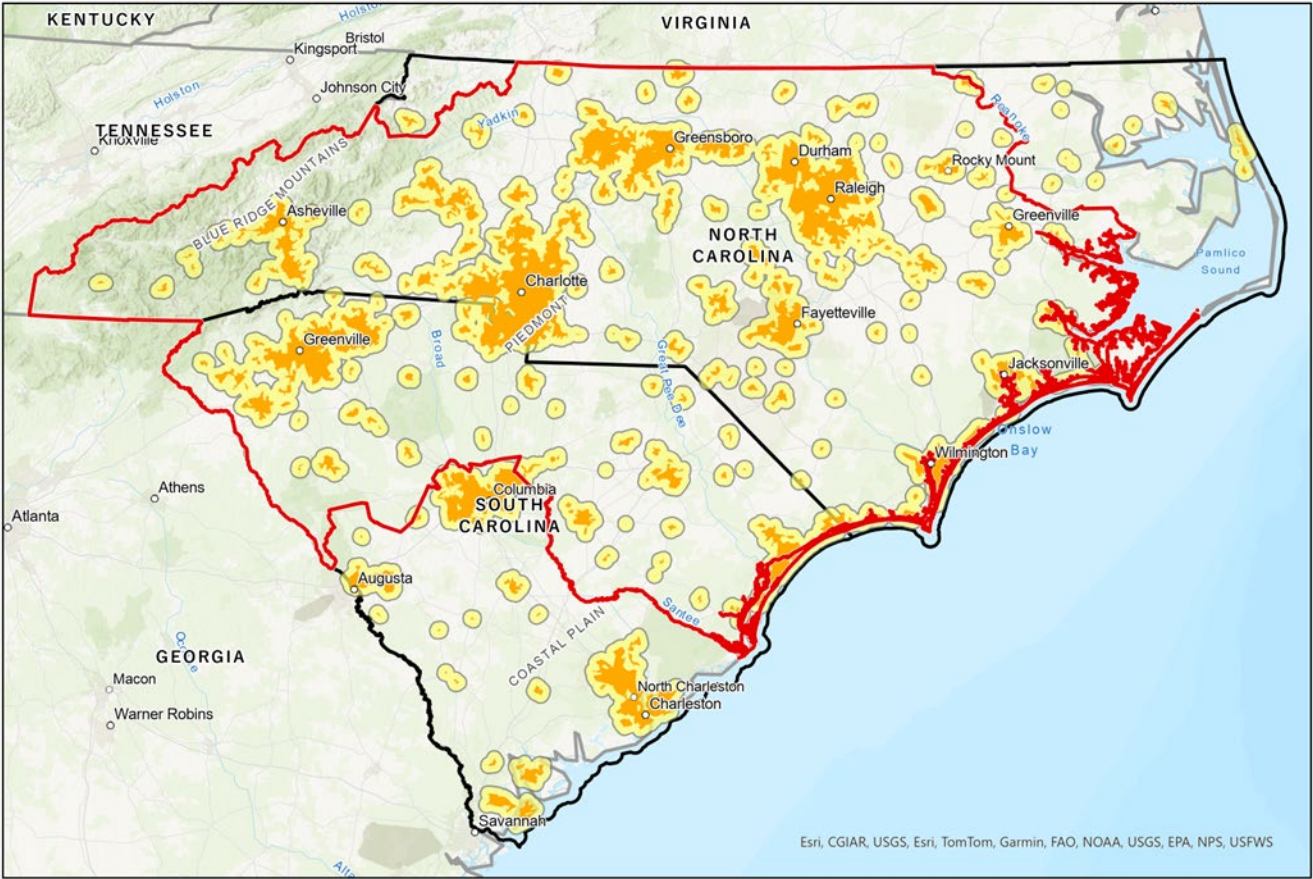 KENTUCKY
VIRGINIA
Holston
Bristol
Kingsport
Johnson City
Holston
Yadkin
Roanoke
TENNESSEE
Knoxville
Greensboro
Durham
Rocky Mount
BLUE RIDGE MOUNTAINS
Raleigh
Asheville
Greenville
NORTH
CAROLINA
Pamlico
Sound
Charlotte
PIEDMONT
Fayetteville
Greenville
Broad
Great Pee Dee
Jacksonville
Onslow
Bay
Wilmington
Athens
Columbia
SOUTH
CAROLINA
Atlanta
Augusta
Santee
COASTAL PLAIN
GEORGIA
Macon
Warner Robins
North Charleston
Charleston
Savannah
Esri, CGIAR, USGS, Esri, TomTom, Garmin, FAO, NOAA, USGS, EPA, NPS, USFWS